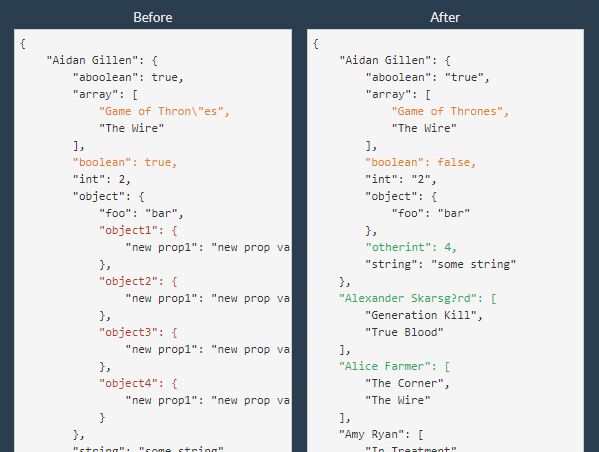 Before
{
"Aidan Gillen": {
"aboolean": true,
"array": [
"Game of Thron\"es",
"The Wire"
],
"boolean": true,
"int": 2,
"object": {
"foo": "bar",
"object1": {
"new prop1": "new prop va
},
"object2": {
"new prop1": "new prop va
},
"object3": {
"new prop1": "new prop va
},
"object4": {
"new prop1": "new prop va
}
},
"string": "some string"
After
{
"Aidan Gillen": {
"aboolean": "true",
"array": [
"Game of Thrones",
"The Wire"
],
"boolean": false,
"int": "2",
"object": {
"foo": "bar"
},
"otherint": 4,
"string": "some string"
},
"Alexander Skarsg?rd": [
"Generation Kill",
"True Blood"
],
"Alice Farmer": [
"The Corner",
"The Wire"
],
"Amy Ryan": [
"In Treatment"